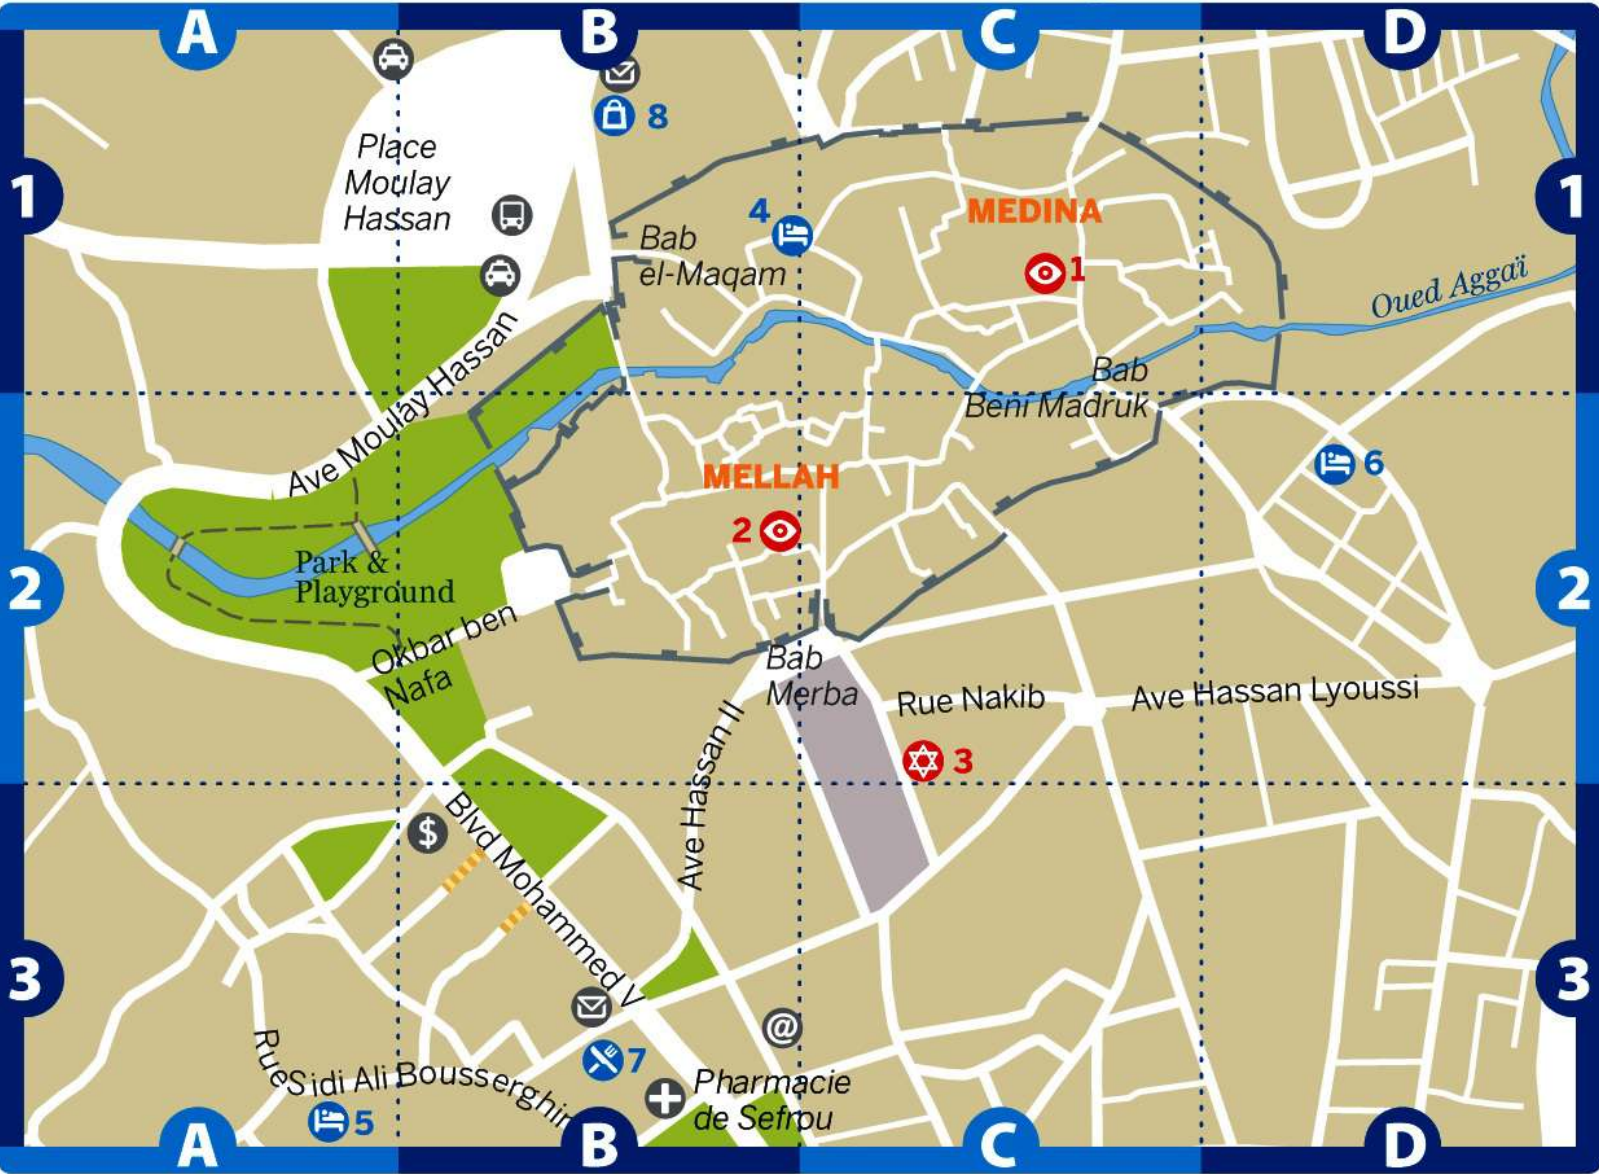 A
B
C
D
1
1
Place
Moulay
Hassan
8
4
MEDINA
Bab
el-Maqam
1
Oued Aggaï
Ave Moulay Hassan
Bab
Beni Madruk
MELLAH
6
2
2
2
Park &
Playground
Okbar ben
Nafa
Bab
Merba
Rue Nakib
Ave Hassan Lyoussi
Ave Hassan II
3
$
Blvd Mohammed V
3
3
@
7
Rue Sidi Ali Bousserghin
Pharmacie
de Sefrou
5
A
B
C
D